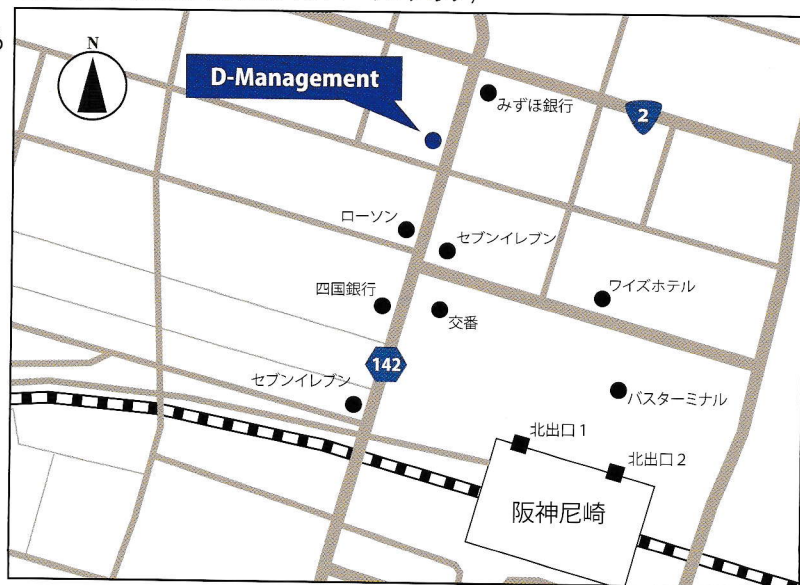 N
D-Management
みずほ銀行
2
ローソン
セブンイレブン
四国銀行
交番
ワイズホテル
142
セブンイレブン
バスターミナル
北出口1
北出口2
阪神尼崎